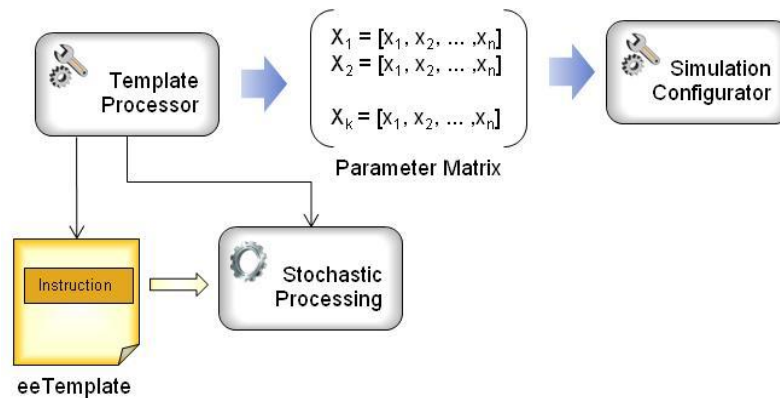 Template
Processor
X₁ = [x₁, x₂, ... ,xₙ]
X₂ = [x₁, x₂, ... ,xₙ]
Xₖ = [x₁, x₂, ... ,xₙ]
Parameter Matrix
Simulation
Configurator
Instruction
eeTemplate
Stochastic
Processing